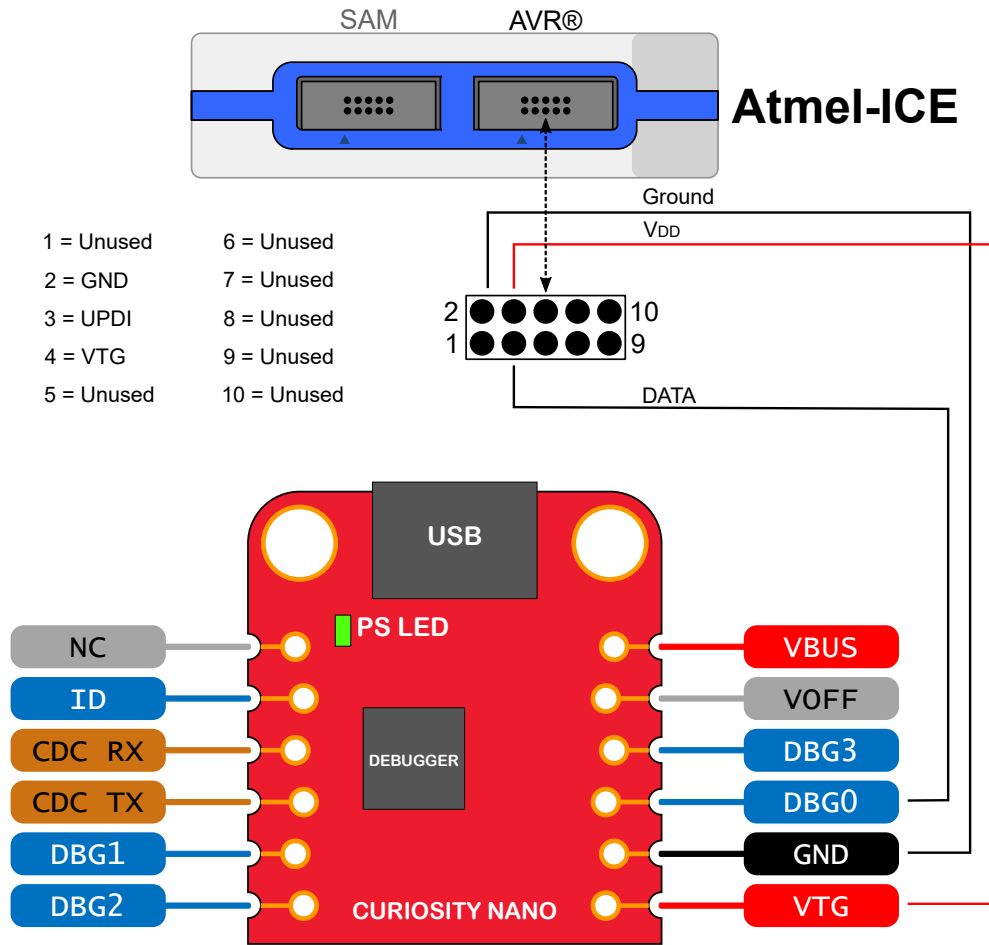 SAM
AVR®
Atmel-ICE
Ground
VDD
1 = Unused
6 = Unused
2 = GND
7 = Unused
3 = UPDI
8 = Unused
4 = VTG
9 = Unused
5 = Unused
10 = Unused
2
10
1
9
DATA
USB
PS LED
NC
VBUS
ID
VOFF
CDC RX
DBG3
DEBUGGER
CDC TX
DBG0
DBG1
GND
DBG2
CURIOSITY NANO
VTG